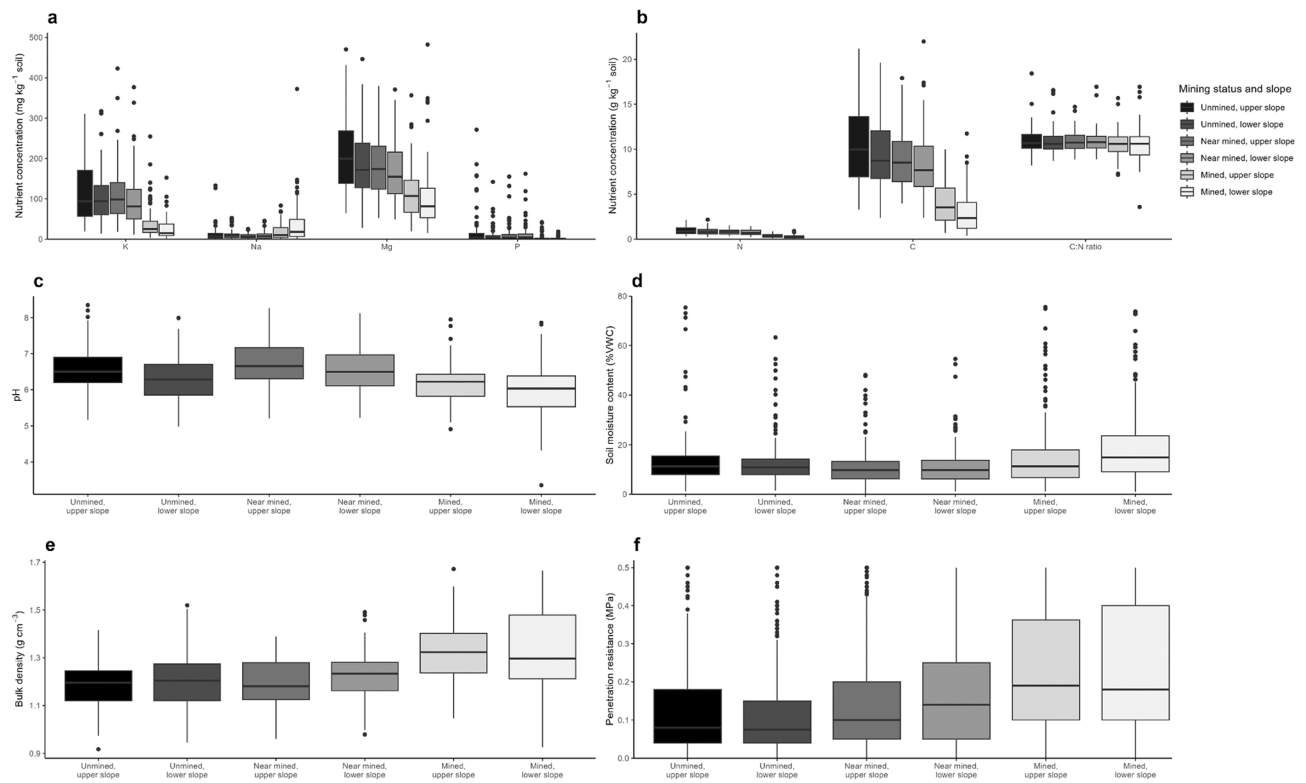 a
Nutrient concentration (mg kg⁻¹ soil)
500
400
300
200
100
0
K Na Mg P
b
Nutrient concentration (g kg⁻¹ soil)
20
15
10
5
0
N C C:N ratio
Mining status and slope
Unmined, upper slope
Unmined, lower slope
Near mined, upper slope
Near mined, lower slope
Mined, upper slope
Mined, lower slope
c
pH
8
7
6
5
4
Unmined, Unmined, Near mined, Near mined, Mined, Mined,
upper slope lower slope upper slope lower slope upper slope lower slope
d
Soil moisture content (%VWC)
80
60
40
20
0
Unmined, Unmined, Near mined, Near mined, Mined, Mined,
upper slope lower slope upper slope lower slope upper slope lower slope
e
Bulk density (g cm⁻³)
1.7
1.5
1.3
1.1
0.9
Unmined, Unmined, Near mined, Near mined, Mined, Mined,
upper slope lower slope upper slope lower slope upper slope lower slope
f
Penetration resistance (MPa)
0.5
0.4
0.3
0.2
0.1
0.0
Unmined, Unmined, Near mined, Near mined, Mined, Mined,
upper slope lower slope upper slope lower slope upper slope lower slope